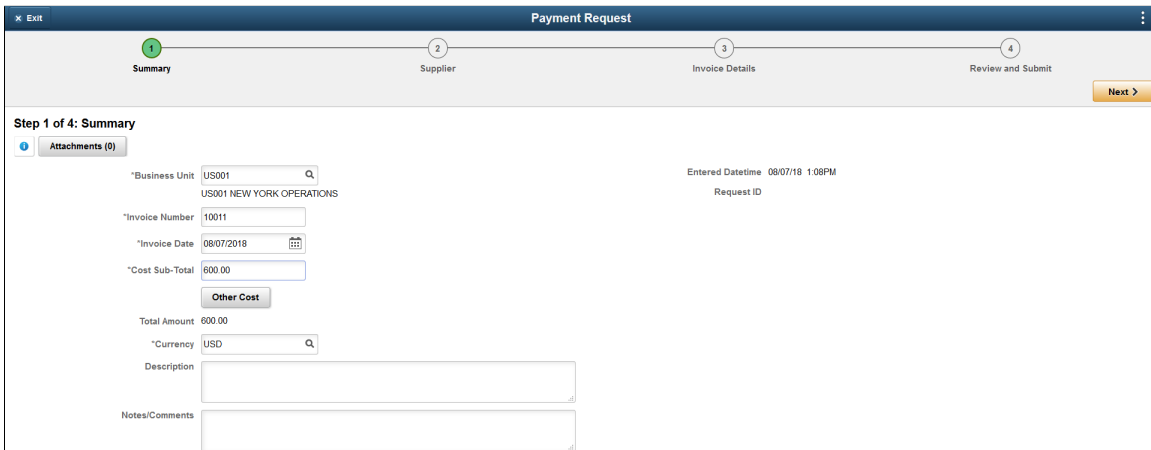 × Exit
Payment Request
1
2
3
4
Summary
Supplier
Invoice Details
Review and Submit
Next >
Step 1 of 4: Summary
Attachments (0)
*Business Unit US001
Entered Datetime 08/07/18 1:08PM
US001 NEW YORK OPERATIONS
Request ID
*Invoice Number 10011
*Invoice Date 08/07/2018
*Cost Sub-Total 600.00
Other Cost
Total Amount 600.00
*Currency USD
Description
Notes/Comments